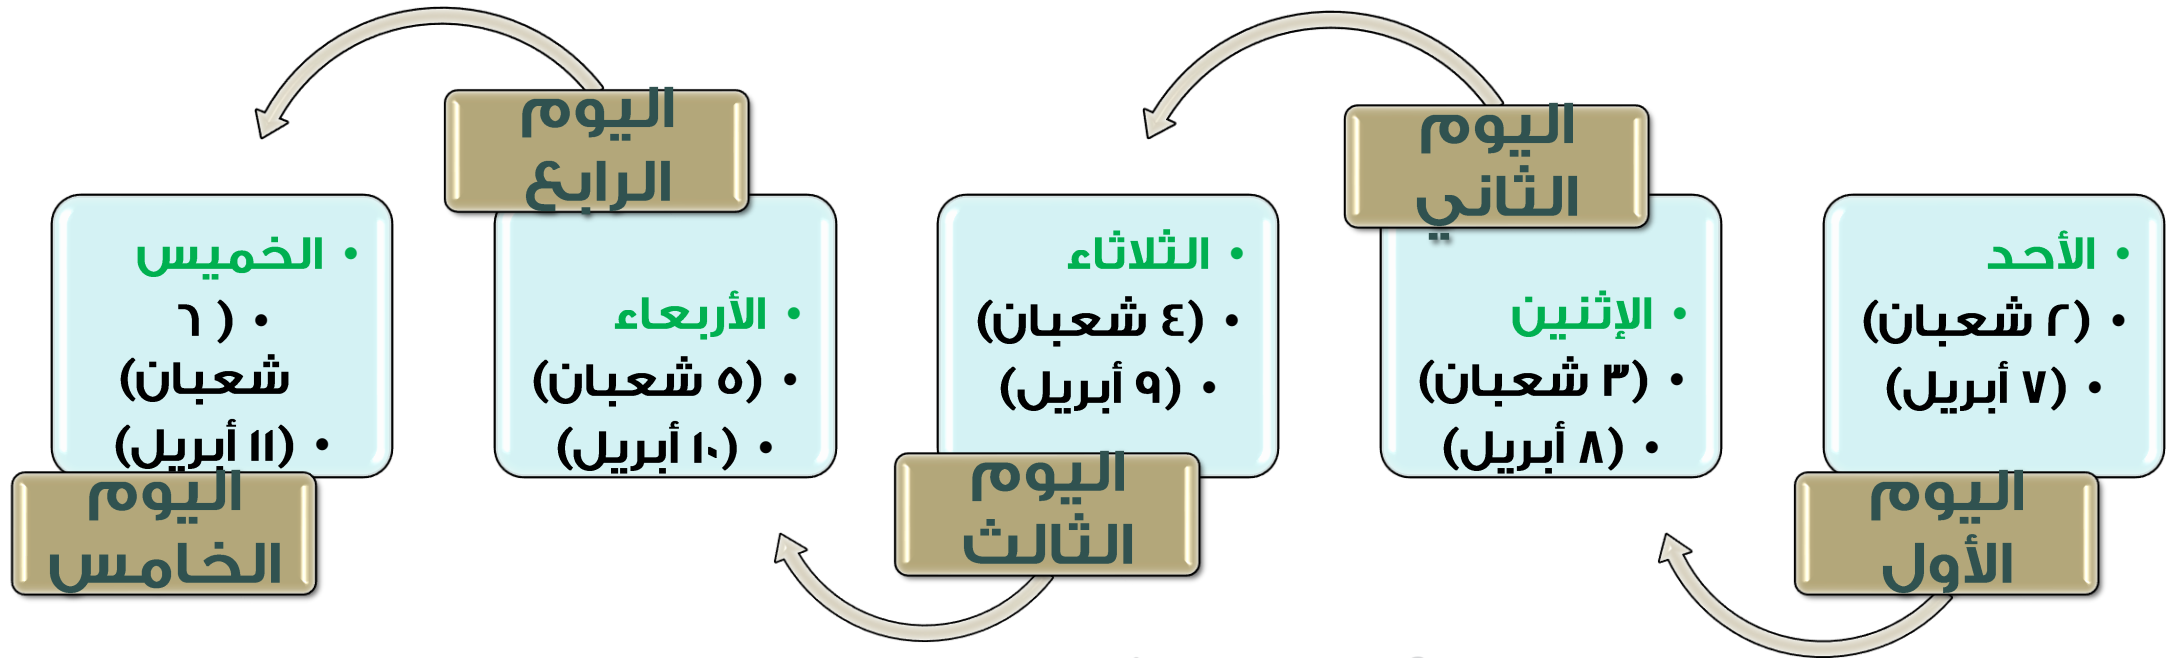 • الأحد
• (٢ شعبان)
• (٧ أبريل)
اليوم
الأول
اليوم
الثاني
• الإثنين
• (٣ شعبان)
• (٨ أبريل)
• الثلاثاء
• (٤ شعبان)
• (٩ أبريل)
اليوم
الثالث
اليوم
الرابع
• الأربعاء
• (٥ شعبان)
• (١٠ أبريل)
• الخميس
• ( ٦
شعبان)
• (١١ أبريل)
اليوم
الخامس